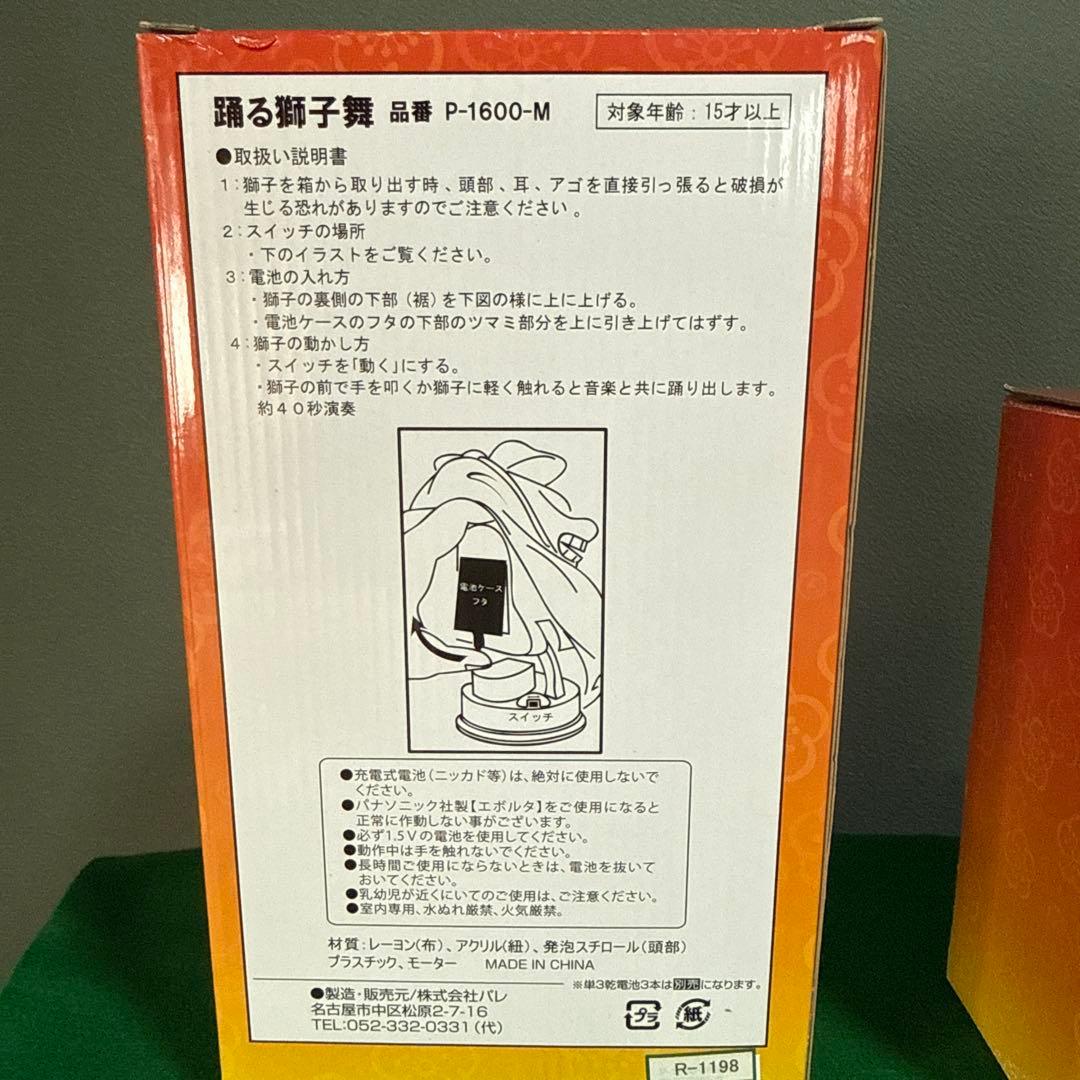 踊る獅子舞 品番 P-1600-M
対象年齢：15才以上
●取扱い説明書
1：獅子を箱から取り出す時、頭部、耳、アゴを直接引っ張ると破損が
生じる恐れがありますのでご注意ください。
2：スイッチの場所
・下のイラストをご覧ください。
3：電池の入れ方
・獅子の裏側の下部（裾）を下図の様に上に上げる。
・電池ケースのフタの下部のツマミ部分を上に引き上げてはずす。
4：獅子の動かし方
・スイッチを「動く」にする。
・獅子の前で手を叩くか獅子に軽く触れると音楽と共に踊り出します。
約40秒演奏
電池ケース
フタ
スイッチ
●充電式電池（ニッカド等）は、絶対に使用しないで
ください。
●パナソニック社製【エボルタ】をご使用になると
正常に作動しない事がございます。
●必ず1.5Vの電池を使用してください。
●動作中は手を触れないでください。
●長時間ご使用にならないときは、電池を抜いて
おいてください。
●乳幼児が近くにいてのご使用は、ご注意ください。
●室内専用、水ぬれ厳禁、火気厳禁。
材質：レーヨン（布）、アクリル（紐）、発泡スチロール（頭部）
プラスチック、モーター MADE IN CHINA
※単3乾電池3本は別売になります。
●製造・販売元/株式会社パレ
名古屋市中区松原2-7-16
TEL:052-332-0331（代）
プラ 紙
R-1198